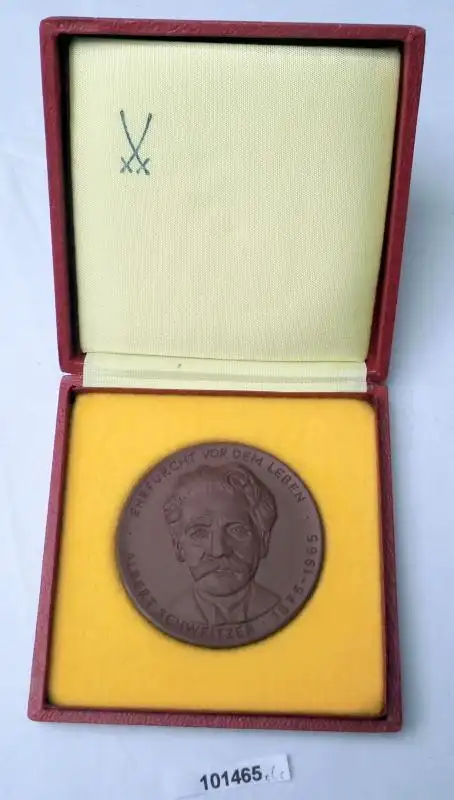 EHRFURCHT VOR DEM LEBEN
ALBERT SCHWEITZER · 1875-1965
101465